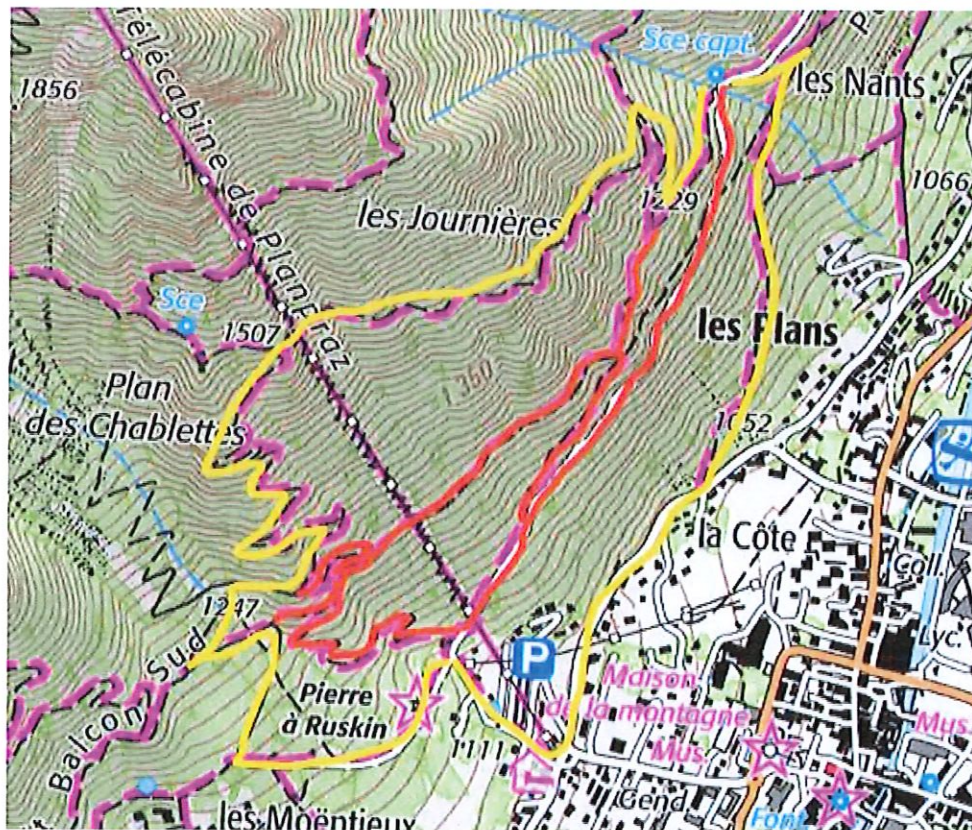 Télécabine de PlanPraz
1856
Sce capt.
les Nants
1066
1229
les Journières
Sce
1507
les Plans
1350
Plan
des Chablettes
1052
la Côte
Coll.
1247
Lyc.
P
Balcon Sud
Pierre
à Ruskin
Maison
de la montagne
Mus.
Mus.
1111
Gend
les Moëntieux
Font